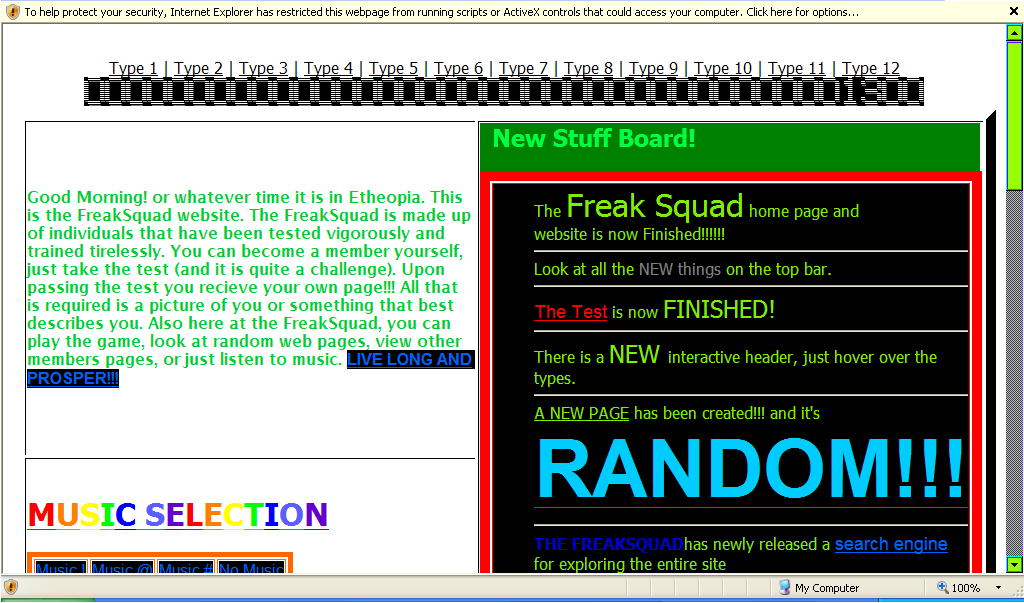 To help protect your security, Internet Explorer has restricted this webpage from running scripts or ActiveX controls that could access your computer. Click here for options...
Type 1 | Type 2 | Type 3 | Type 4 | Type 5 | Type 6 | Type 7 | Type 8 | Type 9 | Type 10 | Type 11 | Type 12
Good Morning! or whatever time it is in Etheopia. This
is the FreakSquad website. The FreakSquad is made up
of individuals that have been tested vigorously and
trained tirelessly. You can become a member yourself,
just take the test (and it is quite a challenge). Upon
passing the test you recieve your own page!!! All that
is required is a picture of you or something that best
describes you. Also here at the FreakSquad, you can
play the game, look at random web pages, view other
members pages, or just listen to music. LIVE LONG AND
PROSPER!!!
MUSIC SELECTION
Music ! Music @ Music # No Music
New Stuff Board!
The Freak Squad home page and
website is now Finished!!!!!!
Look at all the NEW things on the top bar.
The Test is now FINISHED!
There is a NEW interactive header, just hover over the
types.
A NEW PAGE has been created!!! and it's
RANDOM!!!
THE FREAKSQUAD has newly released a search engine
for exploring the entire site
My Computer
100%